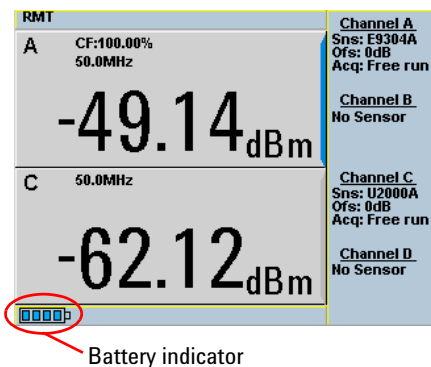 RMT
A
CF:100.00%
50.0MHz
-49.14dBm
C
50.0MHz
-62.12dBm
Channel A
Sns: E9304A
Ofs: 0dB
Acq: Free run
Channel B
No Sensor
Channel C
Sns: U2000A
Ofs: 0dB
Acq: Free run
Channel D
No Sensor
Battery indicator